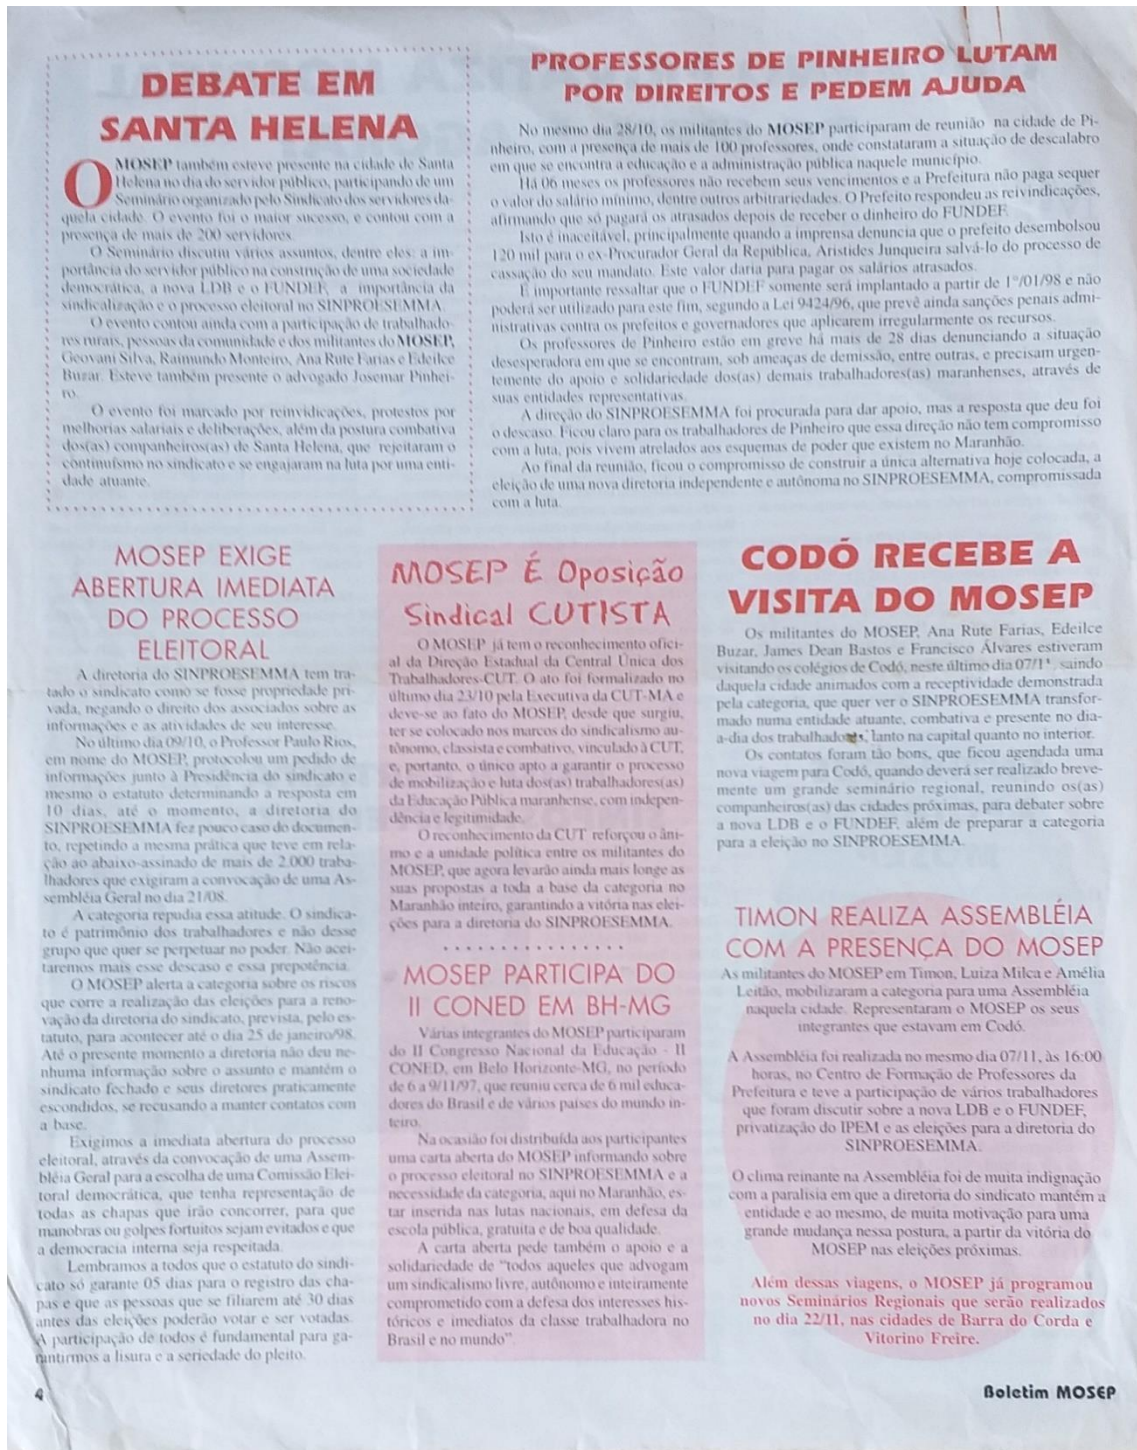 DEBATE EM
SANTA HELENA
O MOSEP também esteve presente na cidade de Santa
Helena no dia do servidor público, participando de um
Seminário organizado pelo Sindicato dos servidores da-
quela cidade. O evento foi o maior sucesso, e contou com a
presença de mais de 200 servidores.
O Seminário discutiu vários assuntos, dentre eles: a im-
portância do servidor público na construção de uma sociedade
democrática, a nova LDB e o FUNDEF, a importância da
sindicalização e o processo eleitoral no SINPROESEMMA.
O evento contou ainda com a participação de trabalhado-
res rurais, pessoas da comunidade e dos militantes do MOSEP,
Geovani Silva, Raimundo Monteiro, Ana Rute Farias e Edeilce
Buzar. Esteve também presente o advogado Josemar Pinhei-
ro.
O evento foi marcado por reinvidicações, protestos por
melhorias salariais e deliberações, além da postura combativa
dos(as) companheiros(as) de Santa Helena, que rejeitaram o
continuísmo no sindicato e se engajaram na luta por uma enti-
dade atuante.
PROFESSORES DE PINHEIRO LUTAM
POR DIREITOS E PEDEM AJUDA
No mesmo dia 28/10, os militantes do MOSEP participaram de reunião na cidade de Pi-
nheiro, com a presença de mais de 100 professores, onde constataram a situação de descalabro
em que se encontra a educação e a administração pública naquele município.
Há 06 meses os professores não recebem seus vencimentos e a Prefeitura não paga sequer
o valor do salário mínimo, dentre outros arbitrariedades. O Prefeito respondeu as reivindicações,
afirmando que só pagará os atrasados depois de receber o dinheiro do FUNDEF.
Isto é inaceitável, principalmente quando a imprensa denuncia que o prefeito desembolsou
120 mil para o ex-Procurador Geral da República, Aristides Junqueira salvá-lo do processo de
cassação do seu mandato. Este valor daria para pagar os salários atrasados.
É importante ressaltar que o FUNDEF somente será implantado a partir de 1º/01/98 e não
poderá ser utilizado para este fim, segundo a Lei 9424/96, que prevê ainda sanções penais admi-
nistrativas contra os prefeitos e governadores que aplicarem irregularmente os recursos.
Os professores de Pinheiro estão em greve há mais de 28 dias denunciando a situação
desesperadora em que se encontram, sob ameaças de demissão, entre outras, e precisam urgen-
temente do apoio e solidariedade dos(as) demais trabalhadores(as) maranhenses, através de
suas entidades representativas.
A direção do SINPROESEMMA foi procurada para dar apoio, mas a resposta que deu foi
o descaso. Ficou claro para os trabalhadores de Pinheiro que essa direção não tem compromisso
com a luta, pois vivem atrelados aos esquemas de poder que existem no Maranhão.
Ao final da reunião, ficou o compromisso de construir a única alternativa hoje colocada, a
eleição de uma nova diretoria independente e autônoma no SINPROESEMMA, compromissada
com a luta.
MOSEP EXIGE
ABERTURA IMEDIATA
DO PROCESSO
ELEITORAL
A diretoria do SINPROESEMMA tem tra-
tado o sindicato como se fosse propriedade pri-
vada, negando o direito dos associados sobre as
informações e as atividades de seu interesse.
No último dia 09/10, o Professor Paulo Rios,
em nome do MOSEP, protocolou um pedido de
informações junto à Presidência do sindicato e
mesmo o estatuto determinando a resposta em
10 dias, até o momento, a diretoria do
SINPROESEMMA fez pouco caso do documen-
to, repetindo a mesma prática que teve em rela-
ção ao abaixo-assinado de mais de 2.000 traba-
lhadores que exigiram a convocação de uma As-
sembléia Geral no dia 21/08.
A categoria repudia essa atitude. O sindica-
to é patrimônio dos trabalhadores e não desse
grupo que quer se perpetuar no poder. Não acei-
taremos mais esse descaso e essa prepotência.
O MOSEP alerta a categoria sobre os riscos
que corre a realização das eleições para a reno-
vação da diretoria do sindicato, prevista, pelo es-
tatuto, para acontecer até o dia 25 de janeiro/98.
Até o presente momento a diretoria não deu ne-
nhuma informação sobre o assunto e mantém o
sindicato fechado e seus diretores praticamente
escondidos, se recusando a manter contatos com
a base.
Exigimos a imediata abertura do processo
eleitoral, através da convocação de uma Assem-
bléia Geral para a escolha de uma Comissão Elei-
toral democrática, que tenha representação de
todas as chapas que irão concorrer, para que
manobras ou golpes fortuitos sejam evitados e que
a democracia interna seja respeitada.
Lembramos a todos que o estatuto do sindi-
cato só garante 05 dias para o registro das cha-
pas e que as pessoas que se filiarem até 30 dias
antes das eleições poderão votar e ser votadas.
A participação de todos é fundamental para ga-
rantirmos a lisura e a seriedade do pleito.
MOSEP É Oposição
Sindical CUTISTA
O MOSEP já tem o reconhecimento ofici-
al da Direção Estadual da Central Única dos
Trabalhadores-CUT. O ato foi formalizado no
último dia 23/10 pela Executiva da CUT-MA e
deve-se ao fato do MOSEP, desde que surgiu,
ter se colocado nos marcos do sindicalismo au-
tônomo, classista e combativo, vinculado à CUT,
e, portanto, o único apto a garantir o processo
de mobilização e luta dos(as) trabalhadores(as)
da Educação Pública maranhense, com indepen-
dência e legitimidade.
O reconhecimento da CUT reforçou o âni-
mo e a unidade política entre os militantes do
MOSEP, que agora levarão ainda mais longe as
suas propostas a toda a base da categoria no
Maranhão inteiro, garantindo a vitória nas elei-
ções para a diretoria do SINPROESEMMA.
MOSEP PARTICIPA DO
II CONED EM BH-MG
Várias integrantes do MOSEP participaram
do II Congresso Nacional da Educação - II
CONED, em Belo Horizonte-MG, no período
de 6 a 9/11/97, que reuniu cerca de 6 mil educa-
dores do Brasil e de vários países do mundo in-
teiro.
Na ocasião foi distribuída aos participantes
uma carta aberta do MOSEP informando sobre
o processo eleitoral no SINPROESEMMA e a
necessidade da categoria, aqui no Maranhão, es-
tar inserida nas lutas nacionais, em defesa da
escola pública, gratuita e de boa qualidade.
A carta aberta pede também o apoio e a
solidariedade de "todos aqueles que advogam
um sindicalismo livre, autônomo e inteiramente
comprometido com a defesa dos interesses his-
tóricos e imediatos da classe trabalhadora no
Brasil e no mundo".
CODÓ RECEBE A
VISITA DO MOSEP
Os militantes do MOSEP, Ana Rute Farias, Edeilce
Buzar, James Dean Bastos e Francisco Álvares estiveram
visitando os colégios de Codó, neste último dia 07/11, saindo
daquela cidade animados com a receptividade demonstrada
pela categoria, que quer ver o SINPROESEMMA transfor-
mado numa entidade atuante, combativa e presente no dia-
a-dia dos trabalhadores, tanto na capital quanto no interior.
Os contatos foram tão bons, que ficou agendada uma
nova viagem para Codó, quando deverá ser realizado breve-
mente um grande seminário regional, reunindo os(as)
companheiros(as) das cidades próximas, para debater sobre
a nova LDB e o FUNDEF, além de preparar a categoria
para a eleição no SINPROESEMMA.
TIMON REALIZA ASSEMBLÉIA
COM A PRESENÇA DO MOSEP
As militantes do MOSEP em Timon, Luiza Milca e Amélia
Leitão, mobilizaram a categoria para uma Assembléia
naquela cidade. Representaram o MOSEP os seus
integrantes que estavam em Codó.
A Assembléia foi realizada no mesmo dia 07/11, às 16:00
horas, no Centro de Formação de Professores da
Prefeitura e teve a participação de vários trabalhadores
que foram discutir sobre a nova LDB e o FUNDEF,
privatização do IPEM e as eleições para a diretoria do
SINPROESEMMA.
O clima reinante na Assembléia foi de muita indignação
com a paralisia em que a diretoria do sindicato mantém a
entidade e ao mesmo, de muita motivação para uma
grande mudança nessa postura, a partir da vitória do
MOSEP nas eleições próximas.
Além dessas viagens, o MOSEP já programou
novos Seminários Regionais que serão realizados
no dia 22/11, nas cidades de Barra do Corda e
Vitorino Freire.
4
Boletim MOSEP